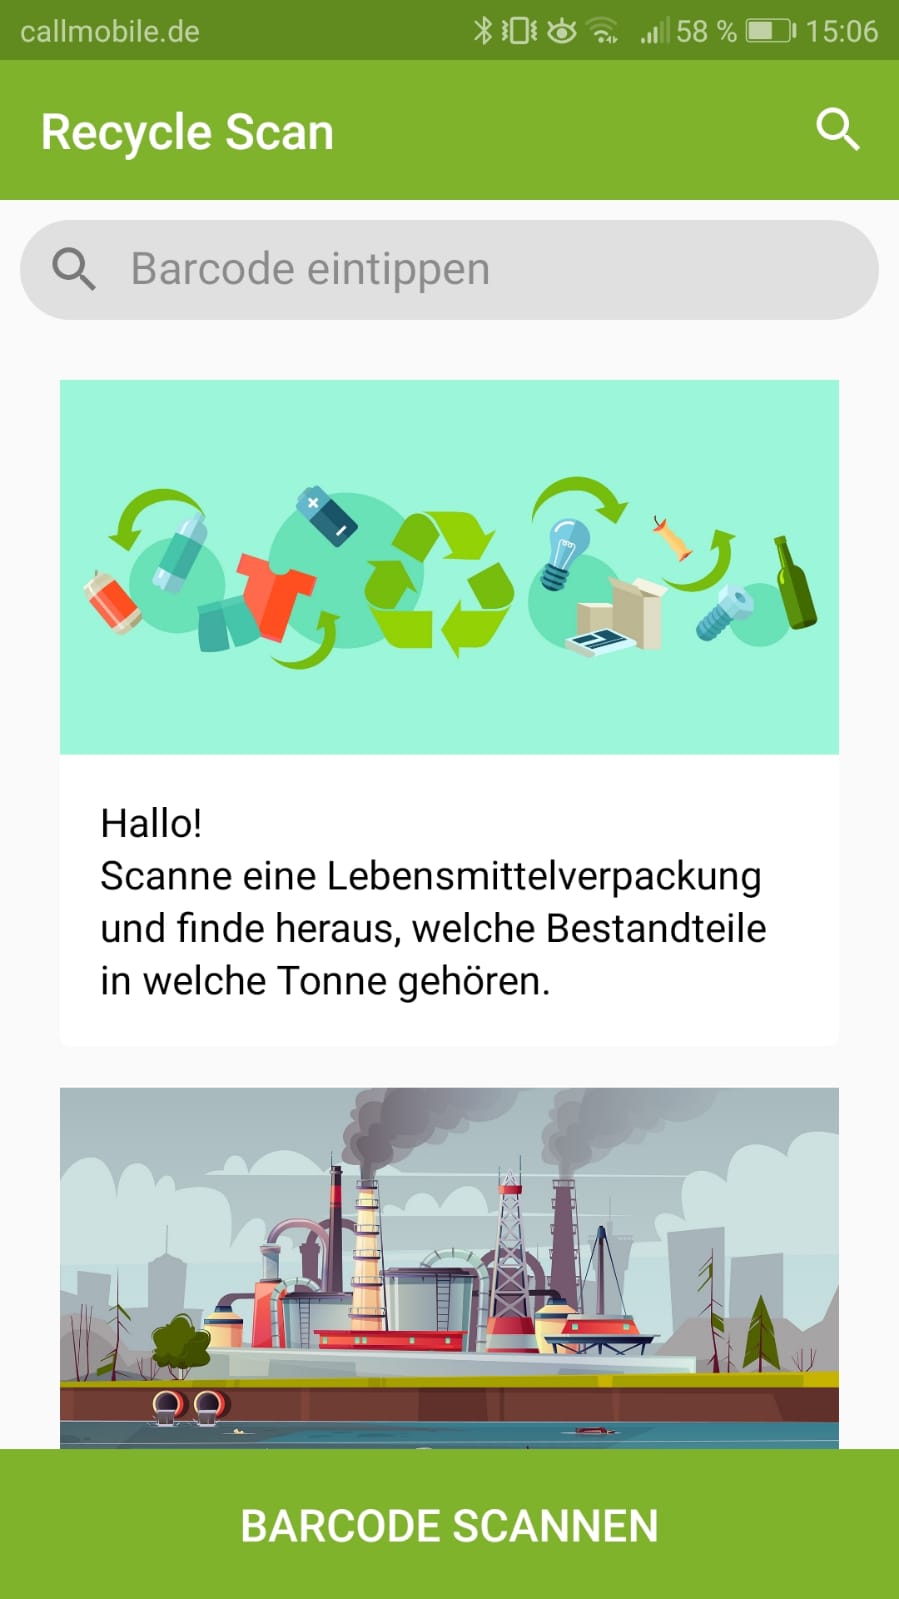 callmobile.de 58 % 15:06
Recycle Scan
Barcode eintippen
Hallo!
Scanne eine Lebensmittelverpackung
und finde heraus, welche Bestandteile
in welche Tonne gehören.
BARCODE SCANNEN